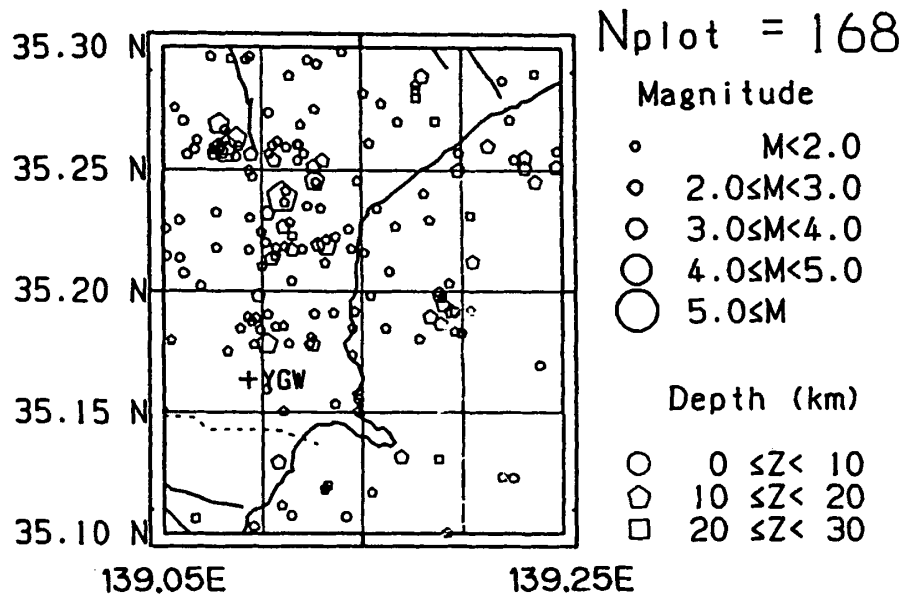 Nplot = 168
35.30 N
35.25 N
35.20 N
35.15 N
35.10 N
139.05E
139.25E
+YGW
Magnitude
M<2.0
2.0≤M<3.0
3.0≤M<4.0
4.0≤M<5.0
5.0≤M
Depth (km)
0 ≤Z< 10
10 ≤Z< 20
20 ≤Z< 30